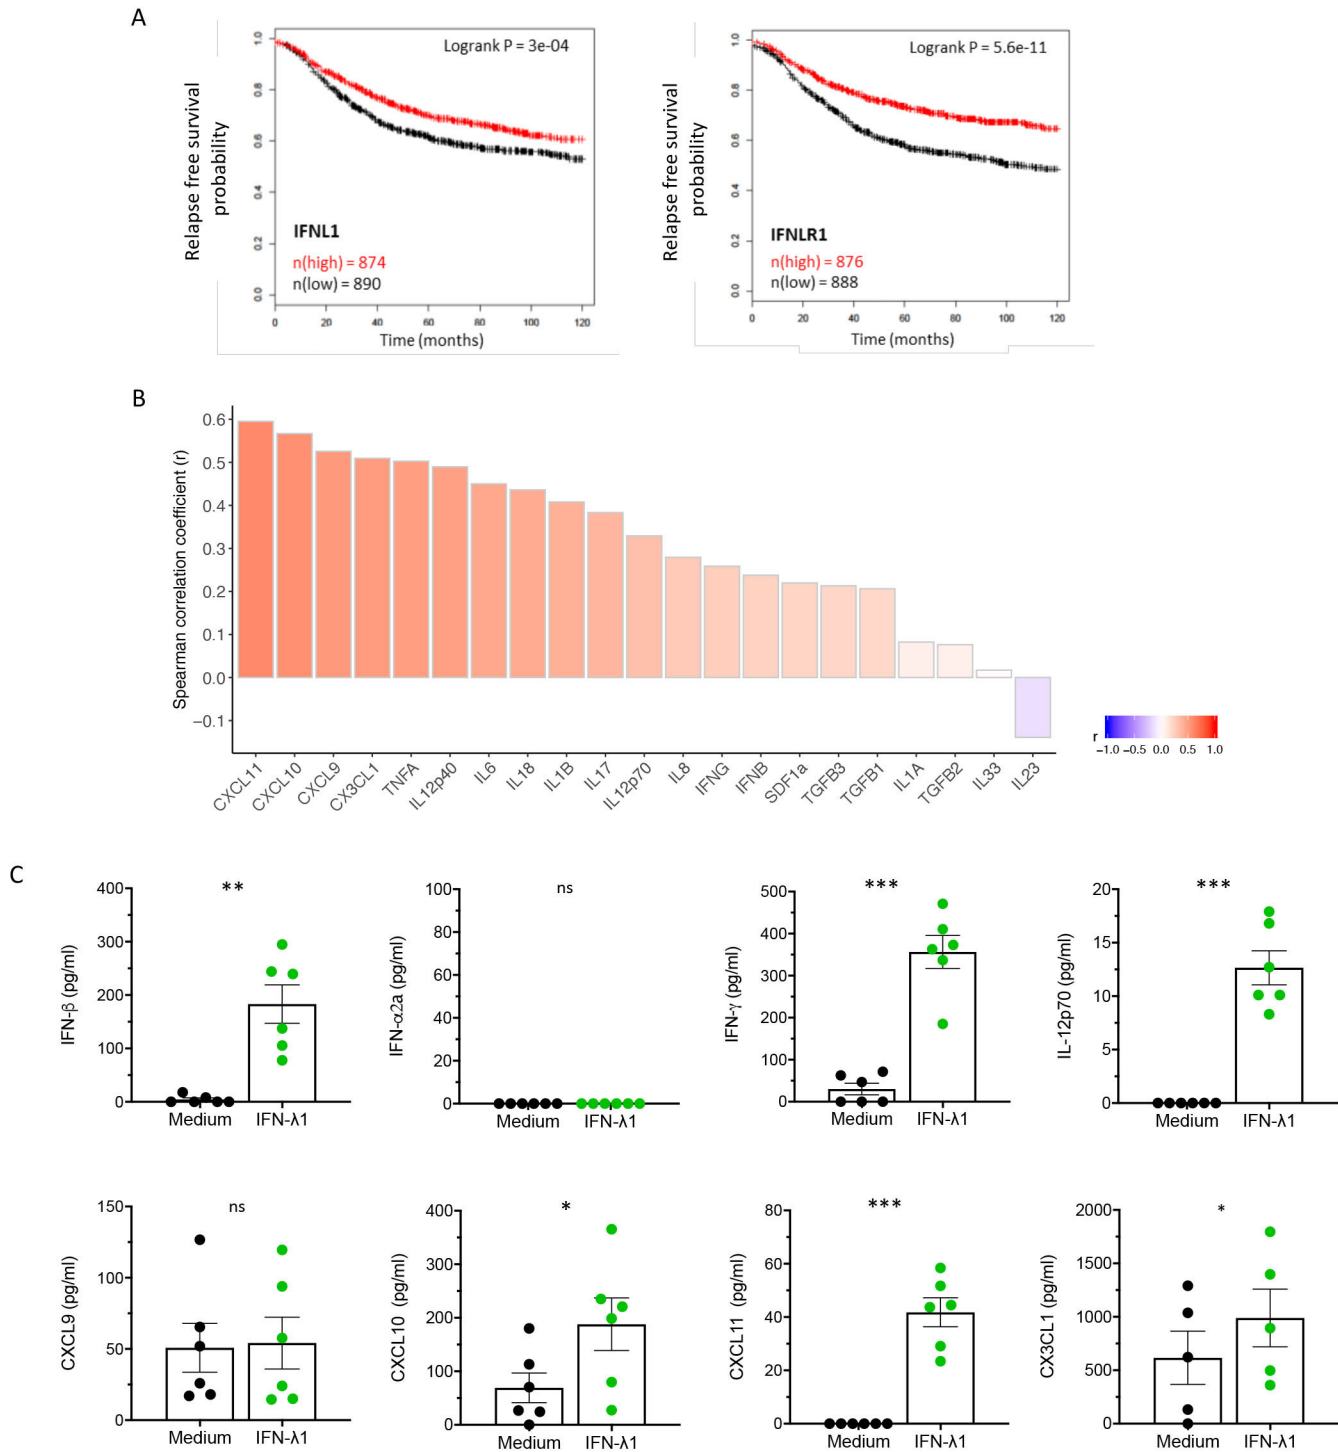 A
Logrank P = 3e-04
Relapse free survival
probability
1.0
0.8
0.6
0.4
0.2
0.0
IFNL1
n(high) = 874
n(low) = 890
0 20 40 60 80 100 120
Time (months)
Logrank P = 5.6e-11
Relapse free survival
probability
1.0
0.8
0.6
0.4
0.2
0.0
IFNLR1
n(high) = 876
n(low) = 888
0 20 40 60 80 100 120
Time (months)
B
Spearman correlation coefficient (r)
0.6
0.5
0.4
0.3
0.2
0.1
0.0
−0.1
CXCL11 CXCL10 CXCL9 CX3CL1 TNFA IL12p40 IL6 IL18 IL1B IL17 IL12p70 IL8 IFNG IFNB SDF1a TGFB3 TGFB1 IL1A TGFB2 IL33 IL23
r
−1.0 −0.5 0.0 0.5 1.0
C
**
IFN-β (pg/ml)
400
300
200
100
0
Medium IFN-λ1
ns
IFN-α2a (pg/ml)
100
80
60
40
20
0
Medium IFN-λ1
***
IFN-γ (pg/ml)
500
400
300
200
100
0
Medium IFN-λ1
***
IL-12p70 (pg/ml)
20
15
10
5
0
Medium IFN-λ1
ns
CXCL9 (pg/ml)
150
100
50
0
Medium IFN-λ1
*
CXCL10 (pg/ml)
400
300
200
100
0
Medium IFN-λ1
***
CXCL11 (pg/ml)
80
60
40
20
0
Medium IFN-λ1
*
CX3CL1 (pg/ml)
2000
1500
1000
500
0
Medium IFN-λ1